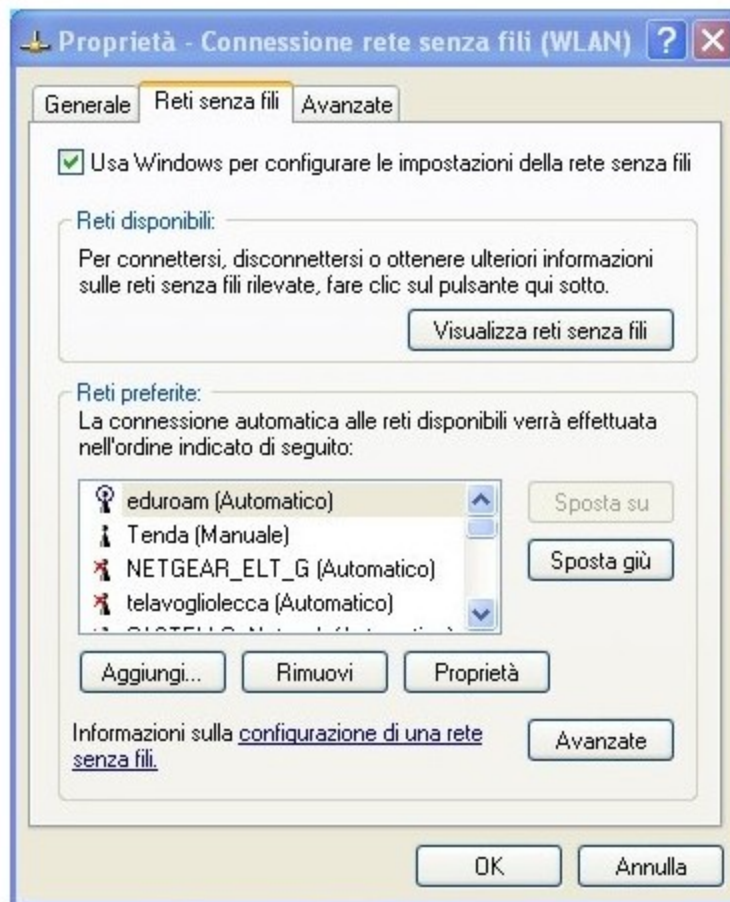 Proprietà - Connessione rete senza fili (WLAN)
Generale
Reti senza fili
Avanzate
Usa Windows per configurare le impostazioni della rete senza fili
Reti disponibili:
Per connettersi, disconnettersi o ottenere ulteriori informazioni
sulle reti senza fili rilevate, fare clic sul pulsante qui sotto.
Visualizza reti senza fili
Reti preferite:
La connessione automatica alle reti disponibili verrà effettuata
nell'ordine indicato di seguito:
eduroam (Automatico)
Tenda (Manuale)
NETGEAR_ELT_G (Automatico)
telavogliolecca (Automatico)
Sposta su
Sposta giù
Aggiungi...
Rimuovi
Proprietà
Informazioni sulla configurazione di una rete
senza fili.
Avanzate
OK
Annulla